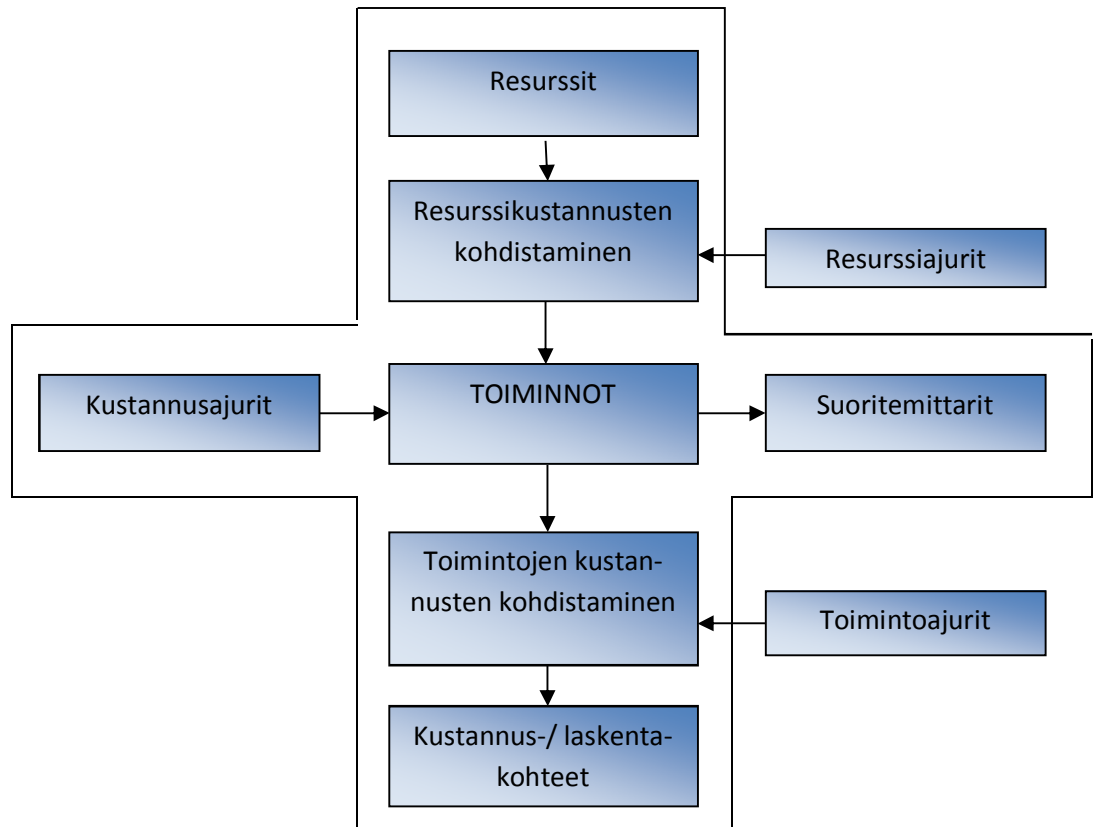 Resurssit
Resurssikustannusten
kohdistaminen
Resurssiajurit
Kustannusajurit
TOIMINNOT
Suoritemittarit
Toimintojen kustan-
nusten kohdistaminen
Toimintoajurit
Kustannus-/ laskenta-
kohteet